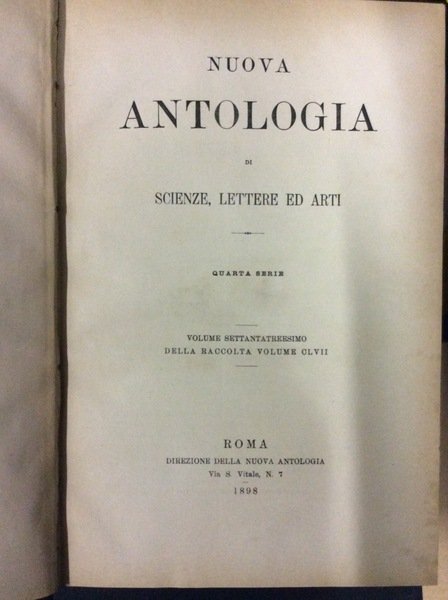 NUOVA
ANTOLOGIA
DI
SCIENZE, LETTERE ED ARTI
QUARTA SERIE
VOLUME SETTANTATREESIMO
DELLA RACCOLTA VOLUME CLVII
ROMA
DIREZIONE DELLA NUOVA ANTOLOGIA
Via S. Vitale, N. 7
1898